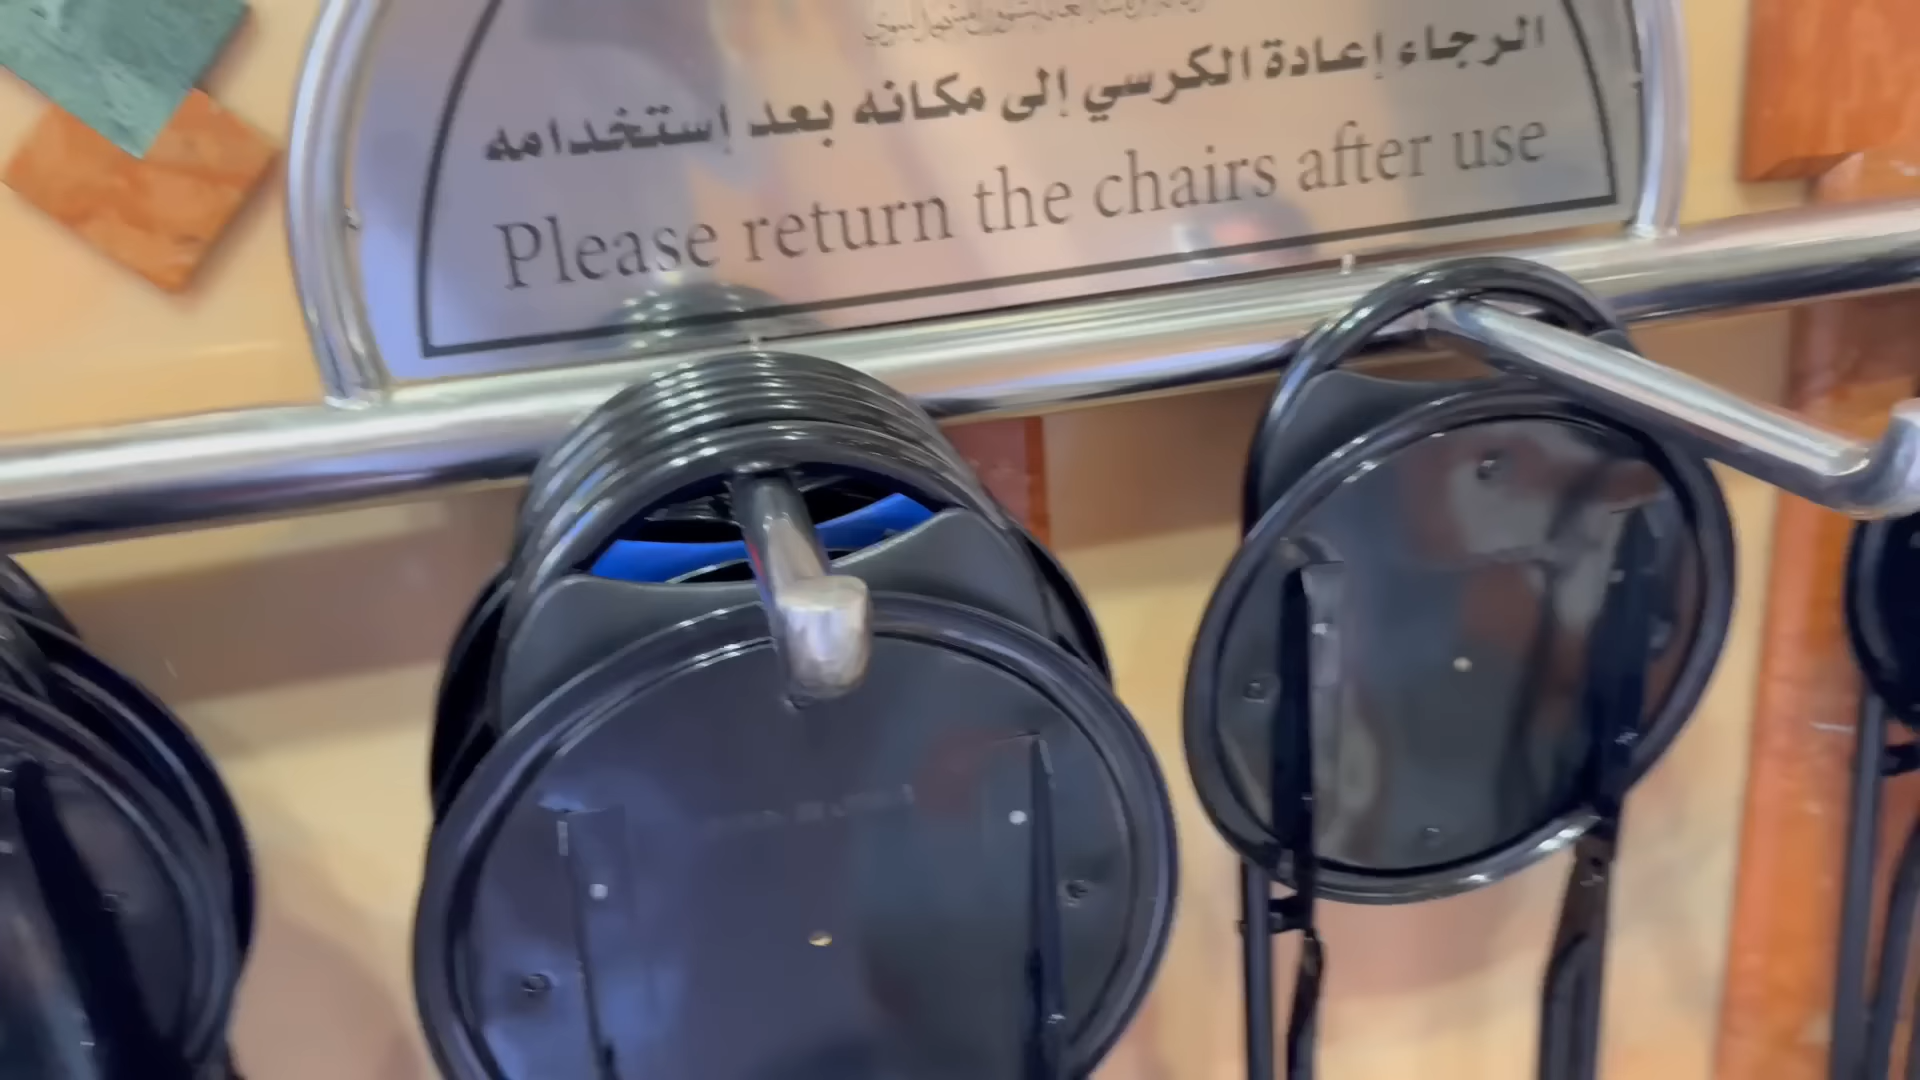 الرجاء إعادة الكرسي إلى مكانه بعد إستخدامه
Please return the chairs after use